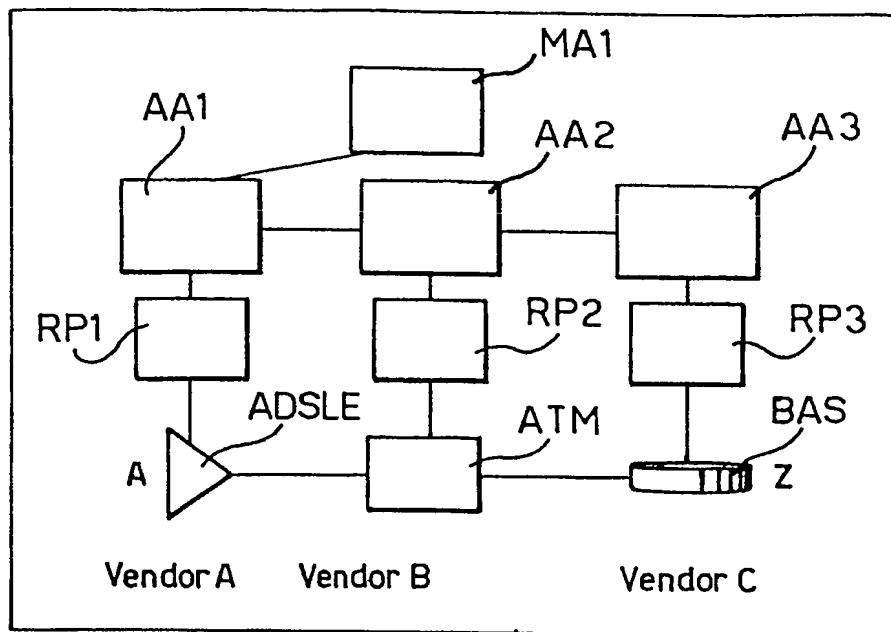 MA1
AA1
AA2
AA3
RP1
RP2
RP3
ADSLE
ATM
BAS
A
Z
Vendor A
Vendor B
Vendor C